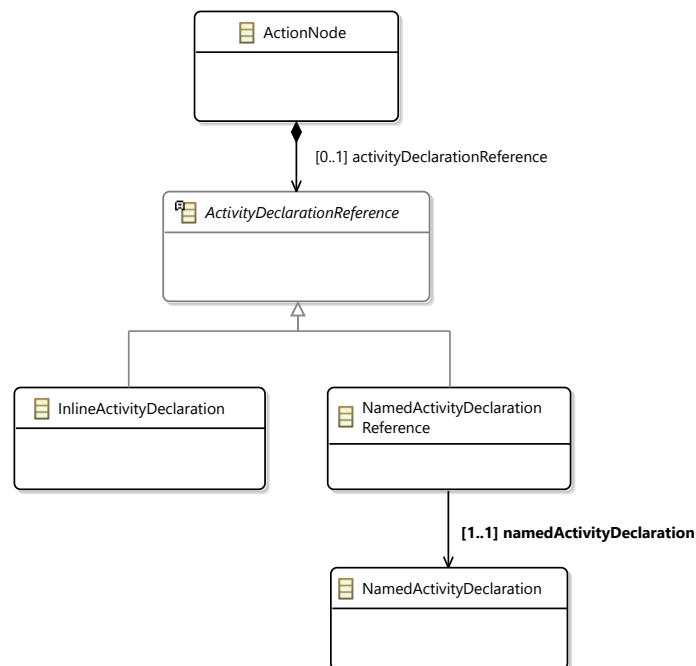 ActionNode
[0..1] activityDeclarationReference
ActivityDeclarationReference
InlineActivityDeclaration
NamedActivityDeclaration
Reference
[1..1] namedActivityDeclaration
NamedActivityDeclaration